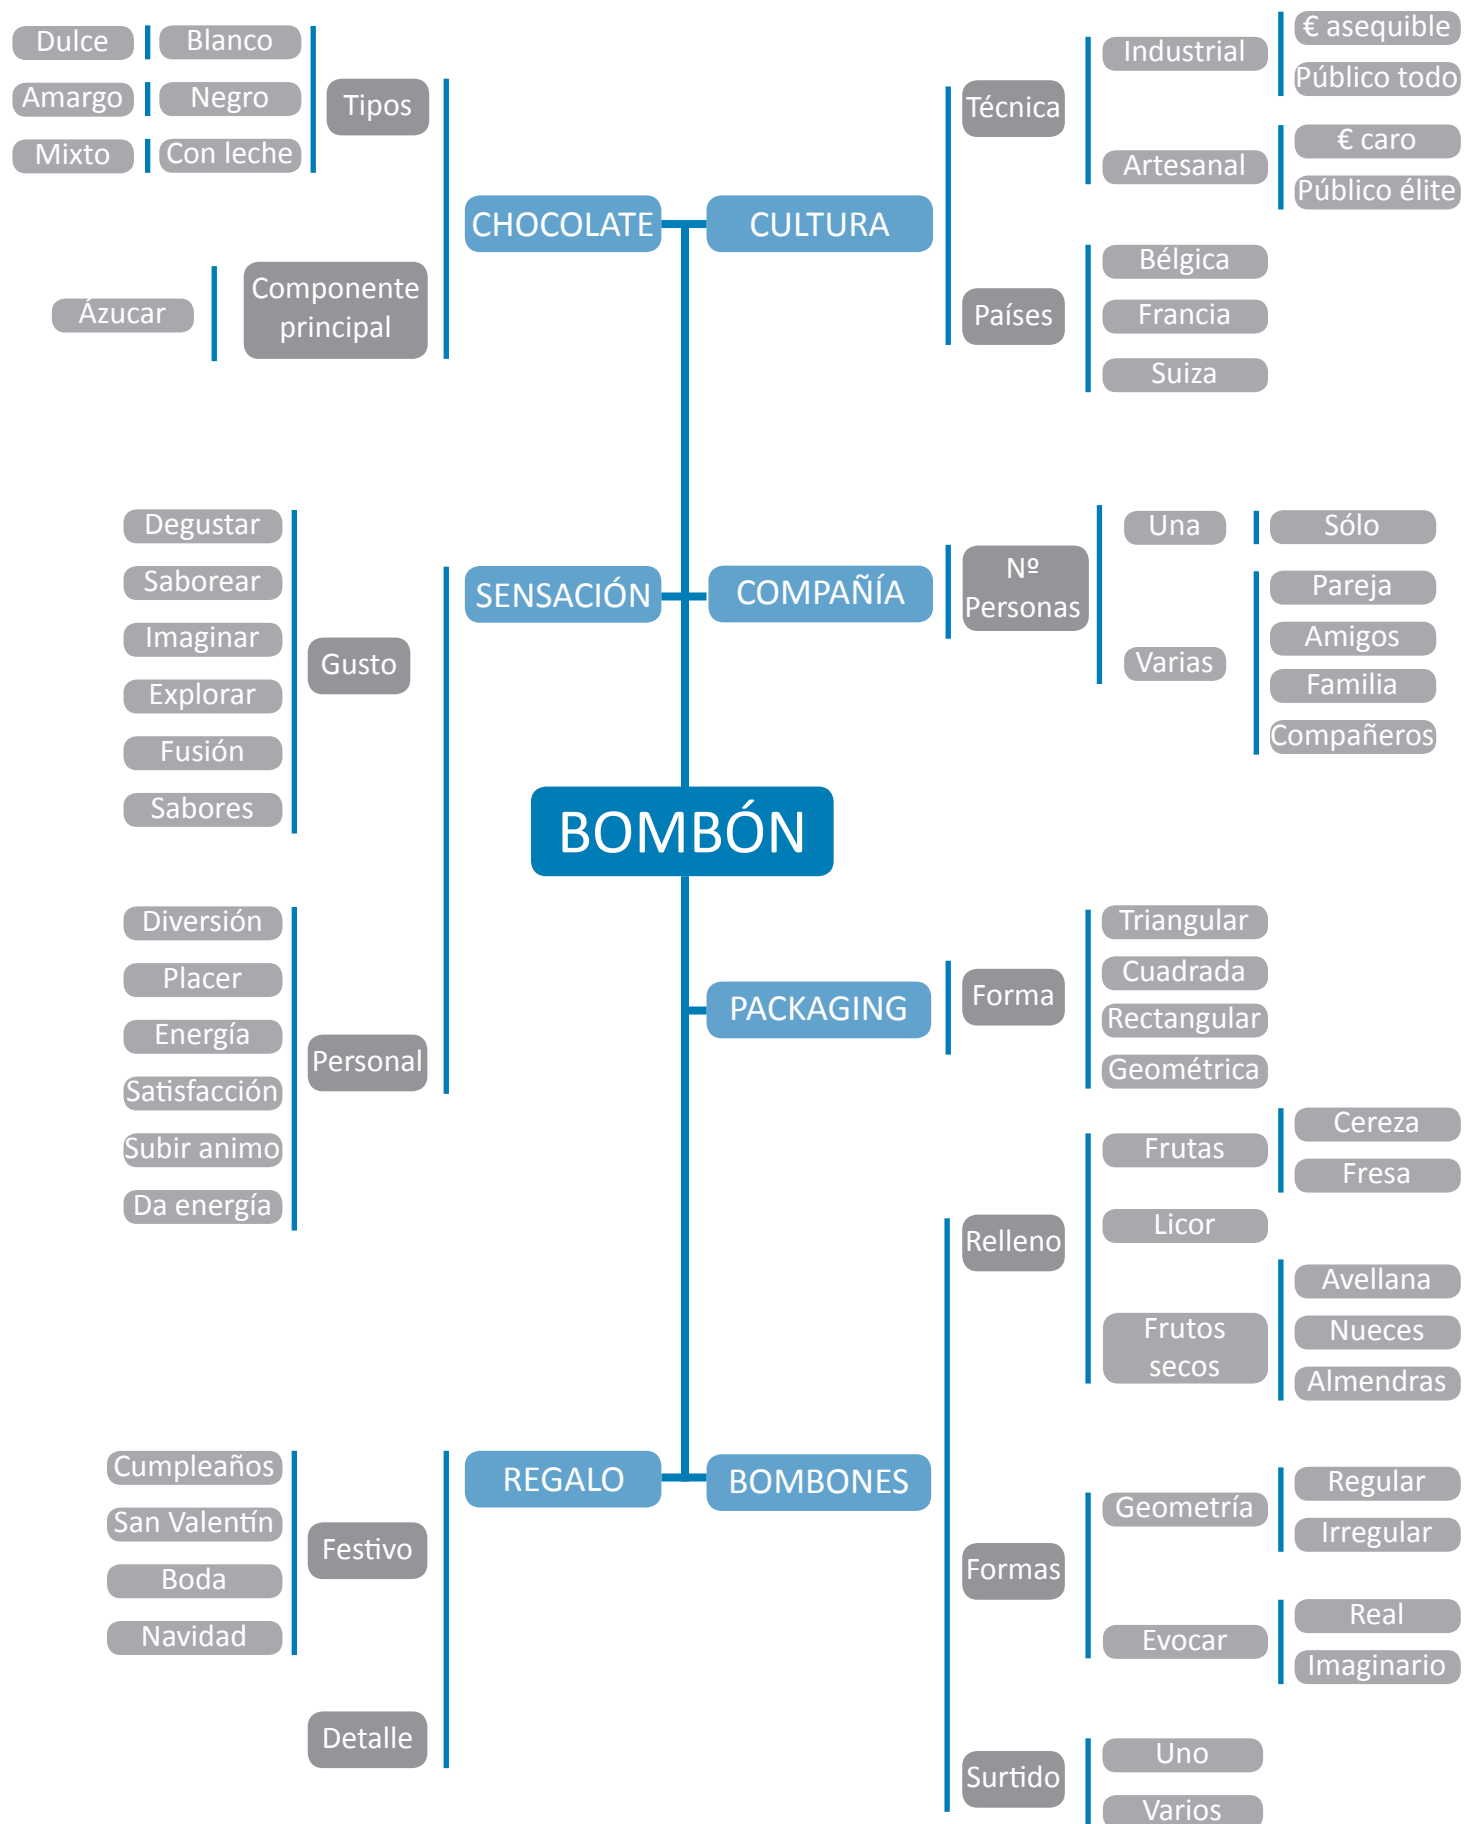 Dulce
Blanco
Amargo
Negro
Mixto
Con leche
Tipos
CHOCOLATE
Componente
principal
Ázucar
CULTURA
Técnica
Industrial
€ asequible
Público todo
Artesanal
€ caro
Público élite
Países
Bélgica
Francia
Suiza
Degustar
Saborear
Imaginar
Explorar
Fusión
Sabores
Gusto
SENSACIÓN
Diversión
Placer
Energía
Satisfacción
Subir animo
Da energía
Personal
COMPAÑÍA
Nº
Personas
Una
Sólo
Varias
Pareja
Amigos
Familia
Compañeros
BOMBÓN
PACKAGING
Forma
Triangular
Cuadrada
Rectangular
Geométrica
Cumpleaños
San Valentín
Boda
Navidad
Festivo
Detalle
REGALO
BOMBONES
Relleno
Frutas
Cereza
Fresa
Licor
Frutos
secos
Avellana
Nueces
Almendras
Formas
Geometría
Regular
Irregular
Evocar
Real
Imaginario
Surtido
Uno
Varios